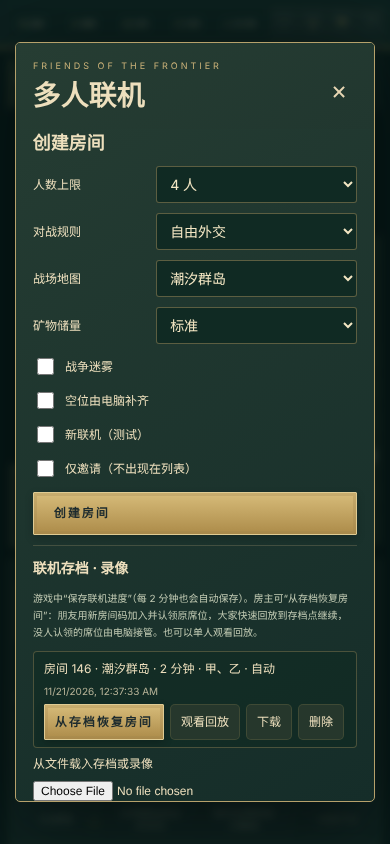 FRIENDS OF THE FRONTIER
多人联机
×
创建房间
人数上限
4 人
对战规则
自由外交
战场地图
潮汐群岛
矿物储量
标准
战争迷雾
空位由电脑补齐
新联机（测试）
仅邀请（不出现在列表）
创建房间
联机存档 · 录像
游戏中“保存联机进度”（每 2 分钟也会自动保存）。房主可“从存档恢复房
间”：朋友用新房间码加入并认领原席位，大家快速回放到存档点继续，
没人认领的席位由电脑接管。也可以单人观看回放。
房间 146 · 潮汐群岛 · 2 分钟 · 甲、乙 · 自动
11/21/2026, 12:37:33 AM
从存档恢复房间
观看回放
下载
删除
从文件载入存档或录像
Choose File No file chosen